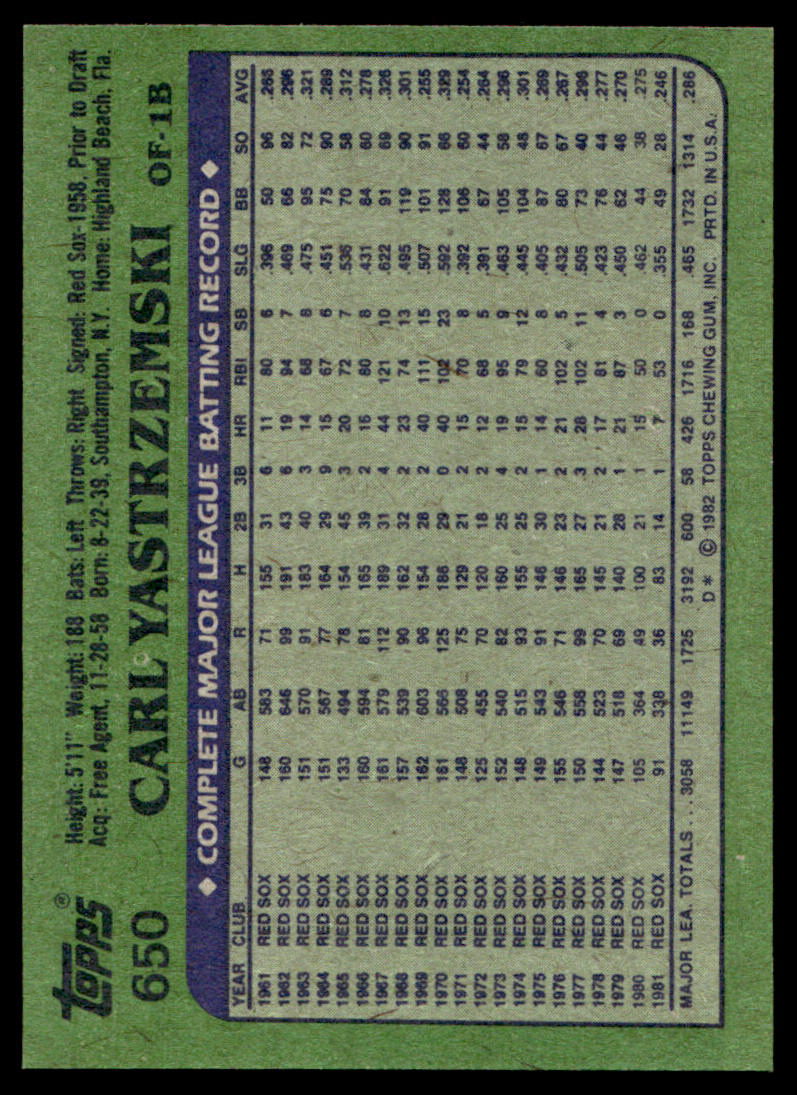 TOPPS®
650
Height: 5'11" Weight: 188 Bats: Left Throws: Right Signed: Red Sox-1958, Prior to Draft
Acq: Free Agent, 11-28-58 Born: 8-22-39, Southampton, N.Y. Home: Highland Beach, Fla.
CARL YASTRZEMSKI OF-1B
◆ COMPLETE MAJOR LEAGUE BATTING RECORD ◆
YEAR CLUB G AB R H 2B 3B HR RBI SB SLG BB SO AVG
1961 RED SOX 148 583 71 155 31 6 11 80 6 .396 50 96 .266
1962 RED SOX 160 646 99 191 43 6 19 94 7 .469 66 82 .296
1963 RED SOX 151 570 91 183 40 3 14 68 8 .475 95 72 .321
1964 RED SOX 151 567 77 164 29 9 15 67 6 .451 75 90 .289
1965 RED SOX 133 494 78 154 45 3 20 72 7 .536 70 58 .312
1966 RED SOX 160 594 81 165 39 2 16 80 8 .431 84 60 .278
1967 RED SOX 161 579 112 189 31 4 44 121 10 .622 91 69 .326
1968 RED SOX 157 539 90 162 32 2 23 74 13 .495 119 90 .301
1969 RED SOX 162 603 96 154 28 2 40 111 15 .507 101 91 .255
1970 RED SOX 161 566 125 186 29 0 40 102 23 .592 128 66 .329
1971 RED SOX 148 508 75 129 21 2 15 70 8 .392 106 60 .254
1972 RED SOX 125 455 70 120 18 2 12 68 5 .391 67 44 .264
1973 RED SOX 152 540 82 160 25 4 19 95 9 .463 105 58 .296
1974 RED SOX 148 515 93 155 25 2 15 79 12 .445 104 48 .301
1975 RED SOX 149 543 91 146 30 1 14 60 8 .405 87 67 .269
1976 RED SOX 155 546 71 146 23 2 21 102 5 .432 80 67 .267
1977 RED SOX 150 558 99 165 27 3 28 102 11 .505 73 40 .296
1978 RED SOX 144 523 70 145 21 2 17 81 4 .423 76 44 .277
1979 RED SOX 147 518 69 140 28 1 21 87 3 .450 62 46 .270
1980 RED SOX 105 364 49 100 21 1 15 50 0 .462 44 38 .275
1981 RED SOX 91 338 36 83 14 1 7 53 0 .355 49 28 .246
MAJOR LEA. TOTALS . . . 3058 11149 1725 3192 600 58 426 1716 168 .465 1732 1314 .286
D* © 1982 TOPPS CHEWING GUM, INC. PRTD. IN U.S.A.